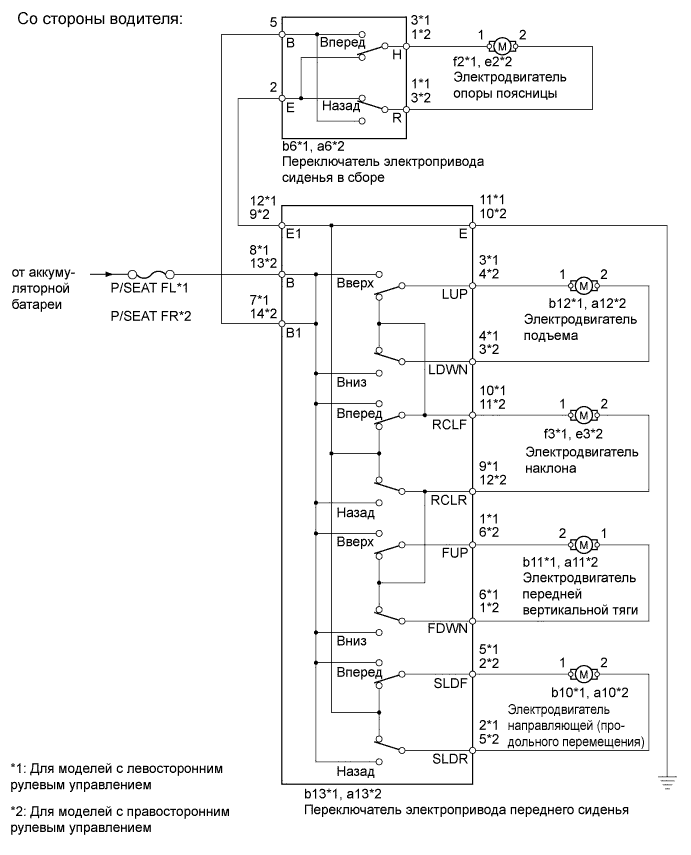 Со стороны водителя:
5
B
Вперед
3*1
1*2
H
1
M
2
f2*1, e2*2
Электродвигатель
опоры поясницы
2
E
Назад
1*1
3*2
R
b6*1, a6*2
Переключатель электропривода
сиденья в сборе
12*1
9*2
E1
11*1
10*2
E
от аккуму-
ляторной
батареи
P/SEAT FL*1
P/SEAT FR*2
8*1
13*2
B
7*1
14*2
B1
Вверх
3*1
4*2
LUP
1
M
2
b12*1, a12*2
Электродвигатель
подъема
4*1
3*2
LDWN
Вниз
Вперед
10*1
11*2
RCLF
1
M
2
f3*1, e3*2
Электродвигатель
наклона
9*1
12*2
RCLR
Назад
Вверх
1*1
6*2
FUP
2
M
1
b11*1, a11*2
Электродвигатель
передней
вертикальной тяги
6*1
1*2
FDWN
Вниз
Вперед
5*1
2*2
SLDF
1
M
2
b10*1, a10*2
Электродвигатель
направляющей (про-
дольного перемещения)
2*1
5*2
SLDR
Назад
b13*1, a13*2
Переключатель электропривода переднего сиденья
*1: Для моделей с левосторонним
рулевым управлением
*2: Для моделей с правосторонним
рулевым управлением